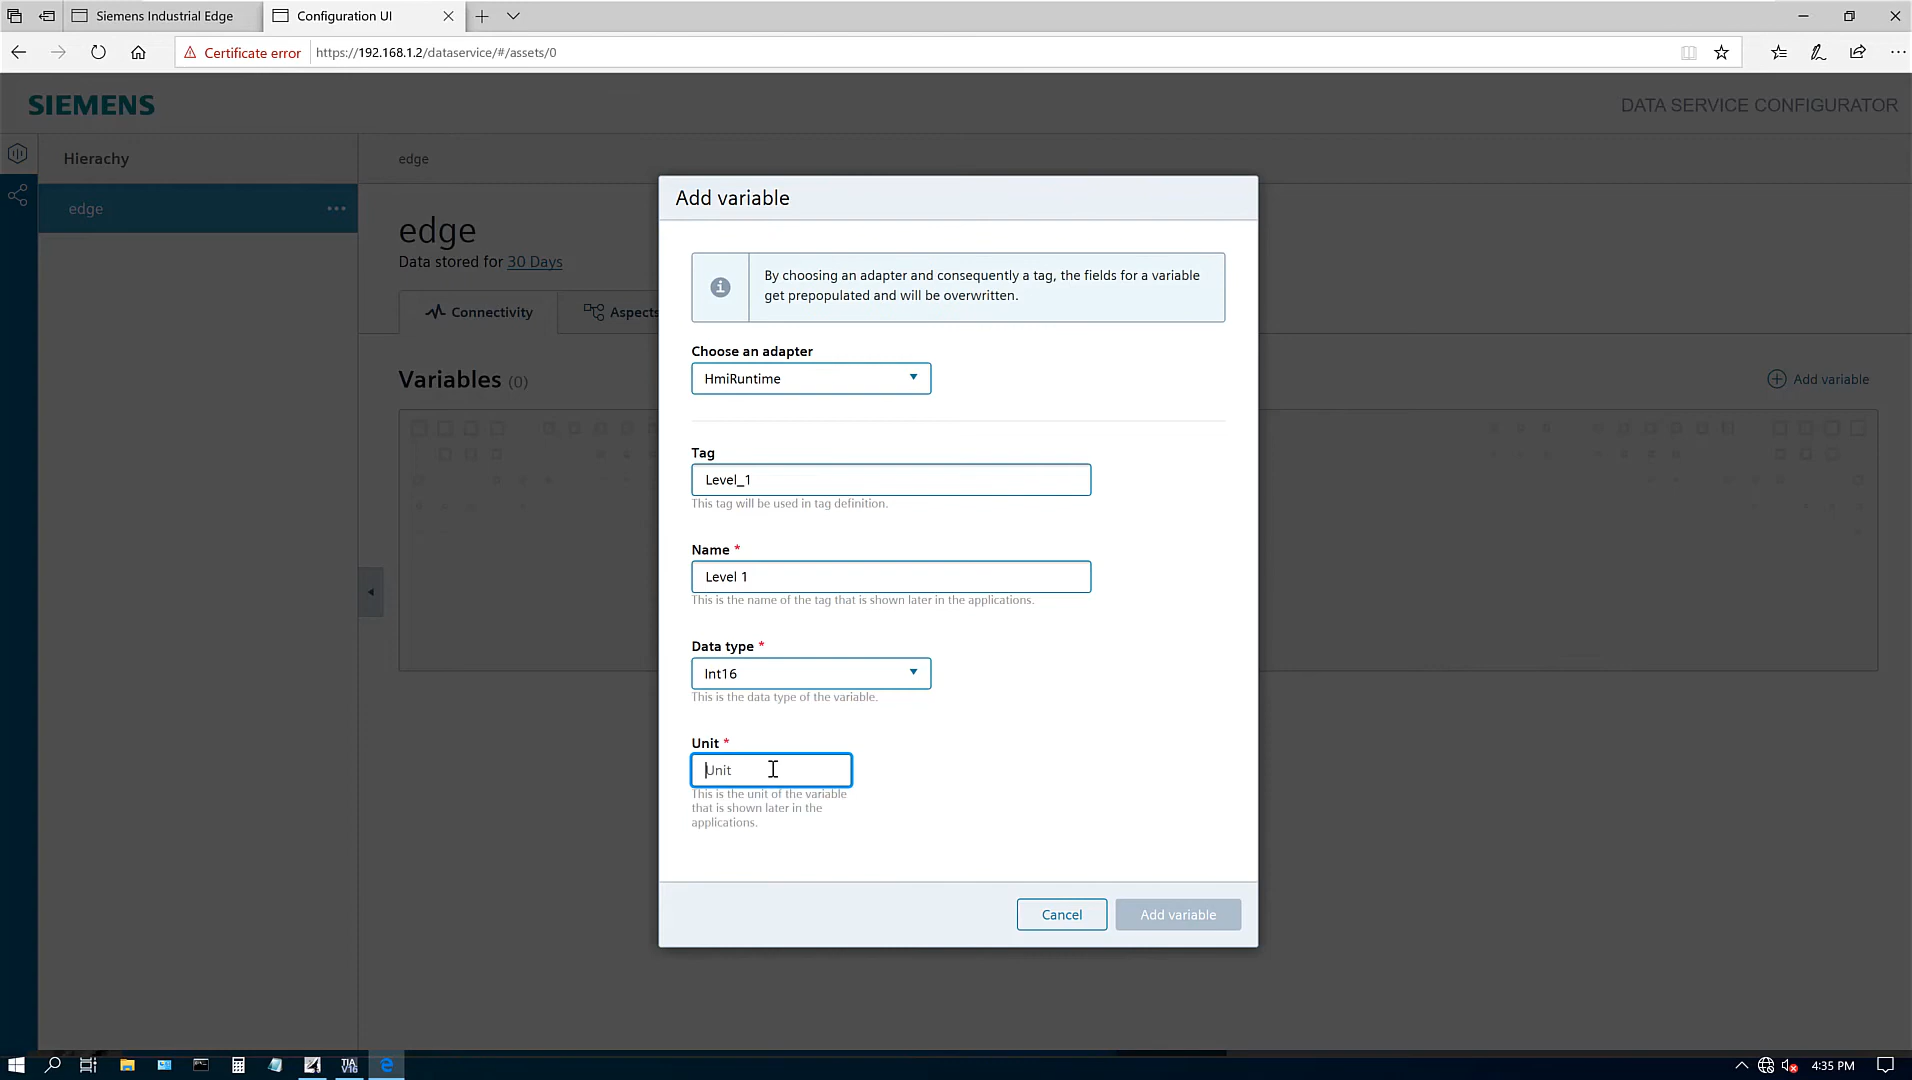 Siemens Industrial Edge
Configuration UI
Certificate error
https://192.168.1.2/dataservice/#/assets/0
SIEMENS
DATA SERVICE CONFIGURATOR
Hierachy
edge
edge
edge
Data stored for 30 Days
Connectivity
Aspects
Variables (0)
Add variable
Add variable
By choosing an adapter and consequently a tag, the fields for a variable
get prepopulated and will be overwritten.
Choose an adapter
HmiRuntime
Tag
Level_1
This tag will be used in tag definition.
Name *
Level 1
This is the name of the tag that is shown later in the applications.
Data type *
Int16
This is the data type of the variable.
Unit *
Unit
This is the unit of the variable
that is shown later in the
applications.
Cancel
Add variable
TIA
V16
4:35 PM